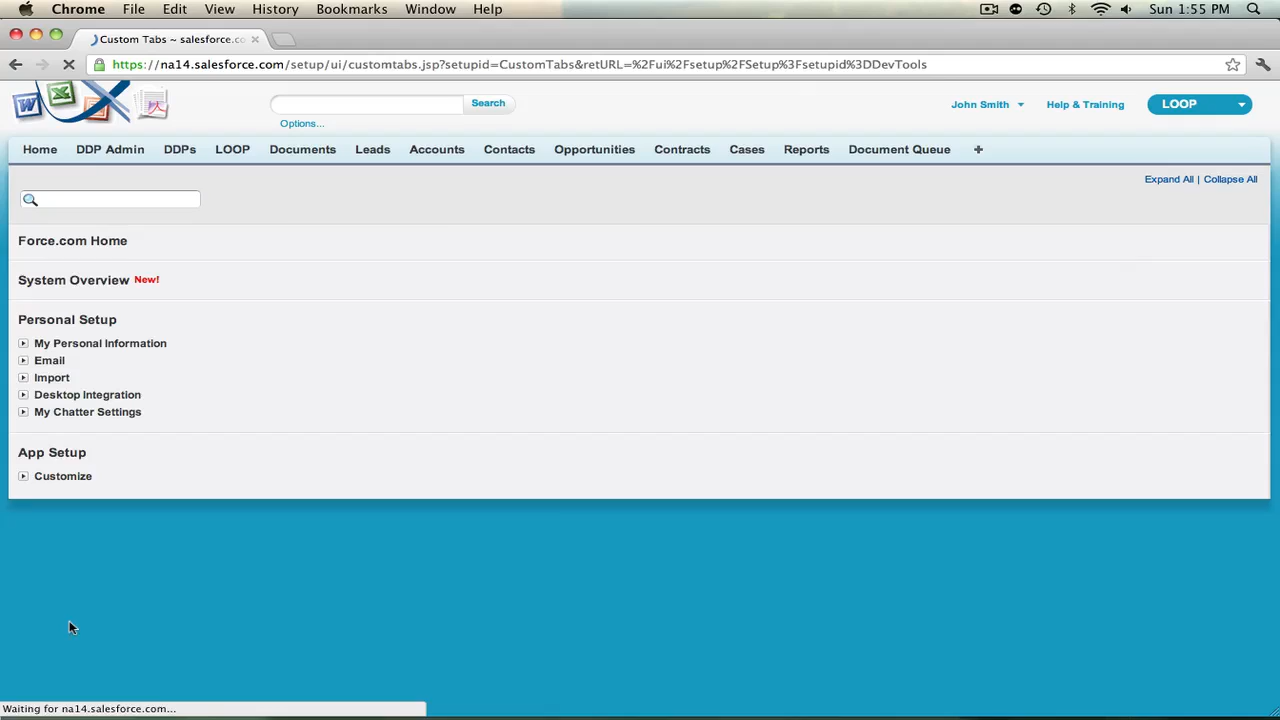 Chrome File Edit View History Bookmarks Window Help Sun 1:55 PM
Custom Tabs ~ salesforce.co
https://na14.salesforce.com/setup/ui/customtabs.jsp?setupid=CustomTabs&retURL=%2Fui%2Fsetup%2FSetup%3Fsetupid%3DDevTools
W X
Search John Smith Help & Training LOOP
Options...
Home DDP Admin DDPs LOOP Documents Leads Accounts Contacts Opportunities Contracts Cases Reports Document Queue +
Expand All | Collapse All
Force.com Home
System Overview New!
Personal Setup
My Personal Information
Email
Import
Desktop Integration
My Chatter Settings
App Setup
Customize
Waiting for na14.salesforce.com...